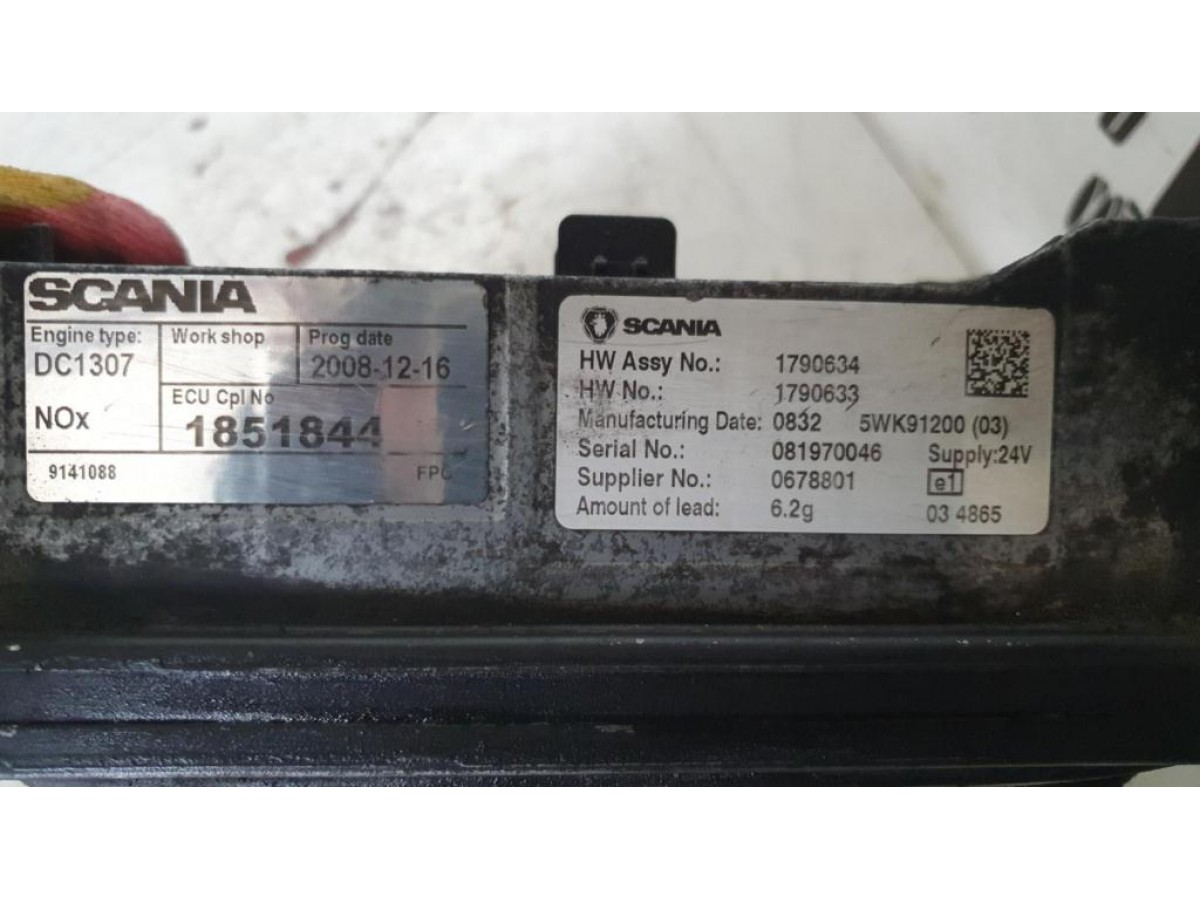 SCANIA
Engine type: Work shop Prog date
DC1307 2008-12-16
ECU Cpl No
NOx 1851844
9141088 FPC
SCANIA
HW Assy No.: 1790634
HW No.: 1790633
Manufacturing Date: 0832 5WK91200 (03)
Serial No.: 081970046 Supply:24V
Supplier No.: 0678801 e1
Amount of lead: 6.2g 03 4865